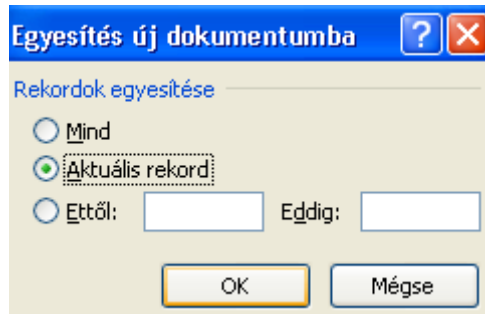 Egyesítés új dokumentumba
Rekordok egyesítése
Mind
Aktuális rekord
Ettől: Eddig:
OK Mégse